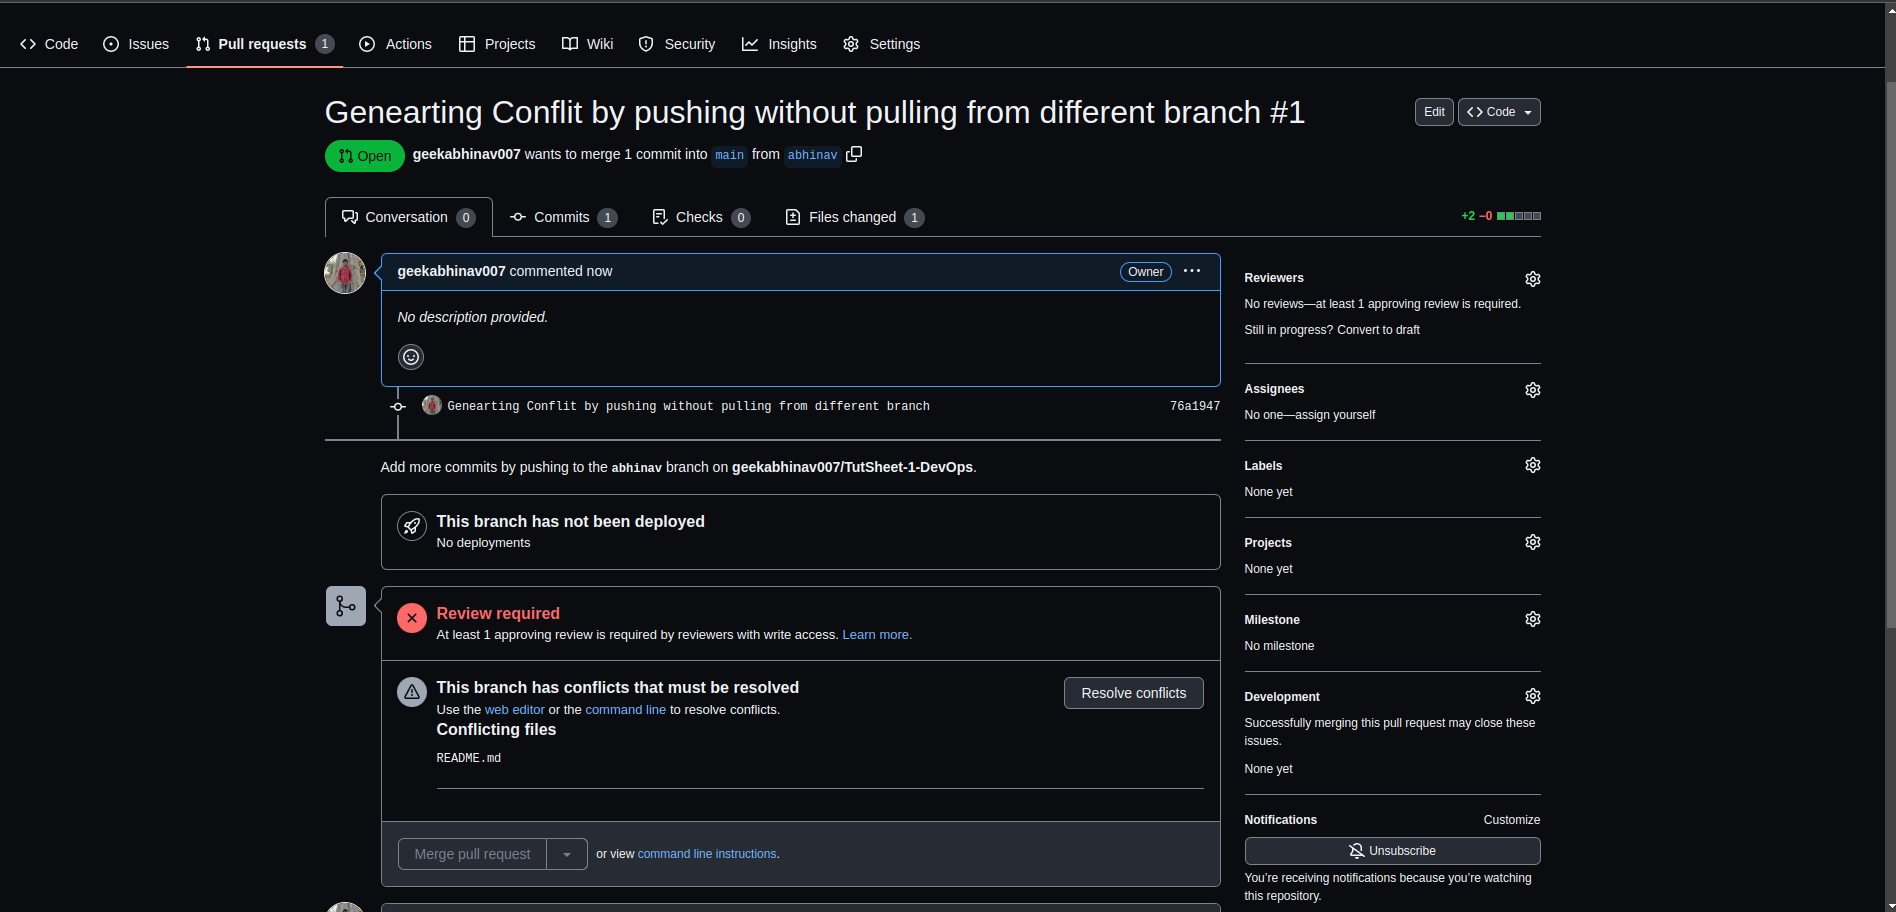 Code Issues Pull requests 1 Actions Projects Wiki Security Insights Settings
Genearting Conflit by pushing without pulling from different branch #1
Edit Code
Open geekabhinav007 wants to merge 1 commit into main from abhinav
Conversation 0 Commits 1 Checks 0 Files changed 1
+2 −0
geekabhinav007 commented now
Owner
No description provided.
Genearting Conflit by pushing without pulling from different branch 76a1947
Add more commits by pushing to the abhinav branch on geekabhinav007/TutSheet-1-DevOps.
This branch has not been deployed
No deployments
Review required
At least 1 approving review is required by reviewers with write access. Learn more.
This branch has conflicts that must be resolved
Use the web editor or the command line to resolve conflicts.
Resolve conflicts
Conflicting files
README.md
Merge pull request or view command line instructions.
Reviewers
No reviews—at least 1 approving review is required.
Still in progress? Convert to draft
Assignees
No one—assign yourself
Labels
None yet
Projects
None yet
Milestone
No milestone
Development
Successfully merging this pull request may close these
issues.
None yet
Notifications Customize
Unsubscribe
You’re receiving notifications because you’re watching
this repository.